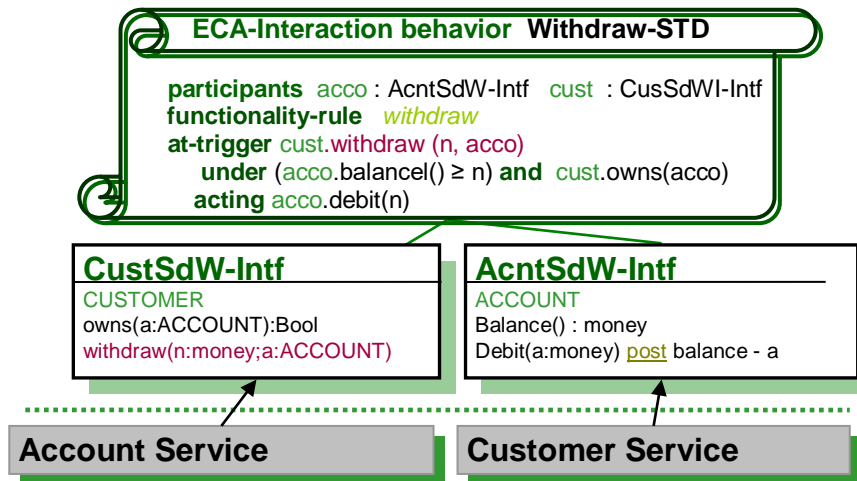 ECA-Interaction behavior Withdraw-STD
participants acco : AcntSdW-Intf cust : CusSdWI-Intf
functionality-rule withdraw
at-trigger cust.withdraw (n, acco)
under (acco.balancel() ≥ n) and cust.owns(acco)
acting acco.debit(n)
CustSdW-Intf
CUSTOMER
owns(a:ACCOUNT):Bool
withdraw(n:money;a:ACCOUNT)
AcntSdW-Intf
ACCOUNT
Balance() : money
Debit(a:money) post balance - a
Account Service
Customer Service